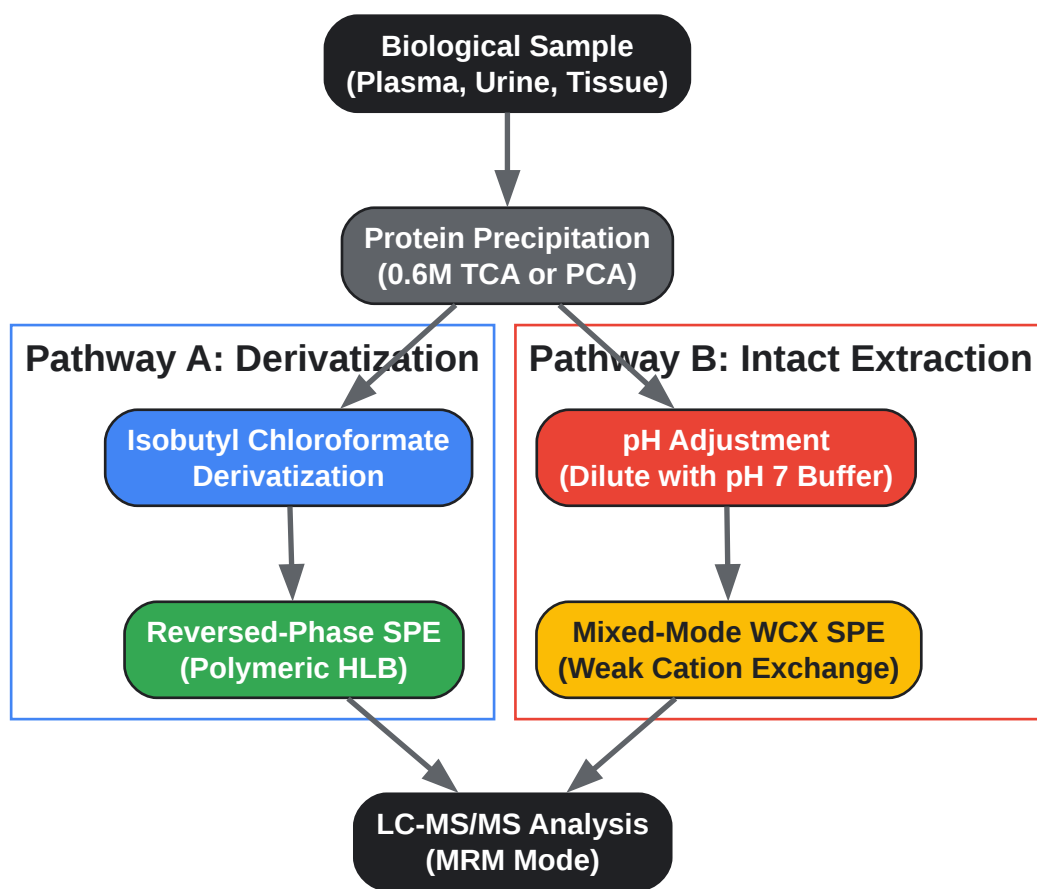 Biological Sample
(Plasma, Urine, Tissue)
Protein Precipitation
(0.6M TCA or PCA)
Pathway A: Derivatization
Isobutyl Chloroformate
Derivatization
Reversed-Phase SPE
(Polymeric HLB)
Pathway B: Intact Extraction
pH Adjustment
(Dilute with pH 7 Buffer)
Mixed-Mode WCX SPE
(Weak Cation Exchange)
LC-MS/MS Analysis
(MRM Mode)